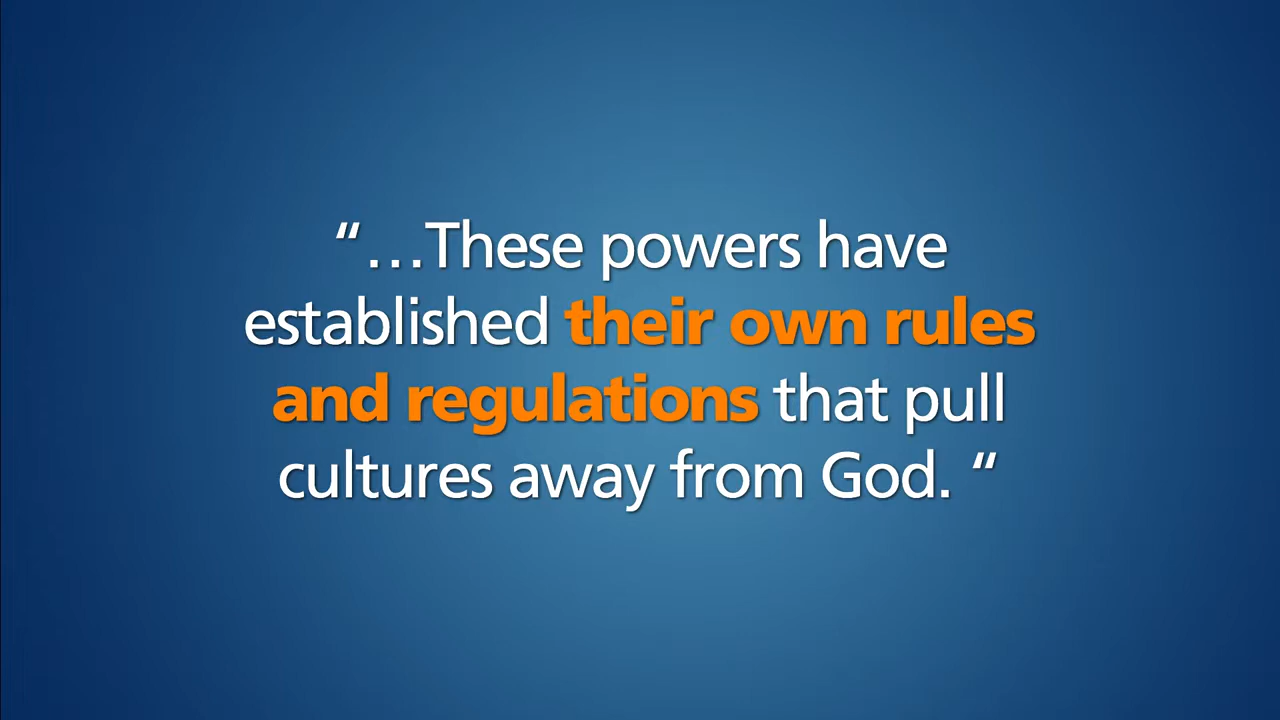 “…These powers have
established their own rules
and regulations that pull
cultures away from God. “